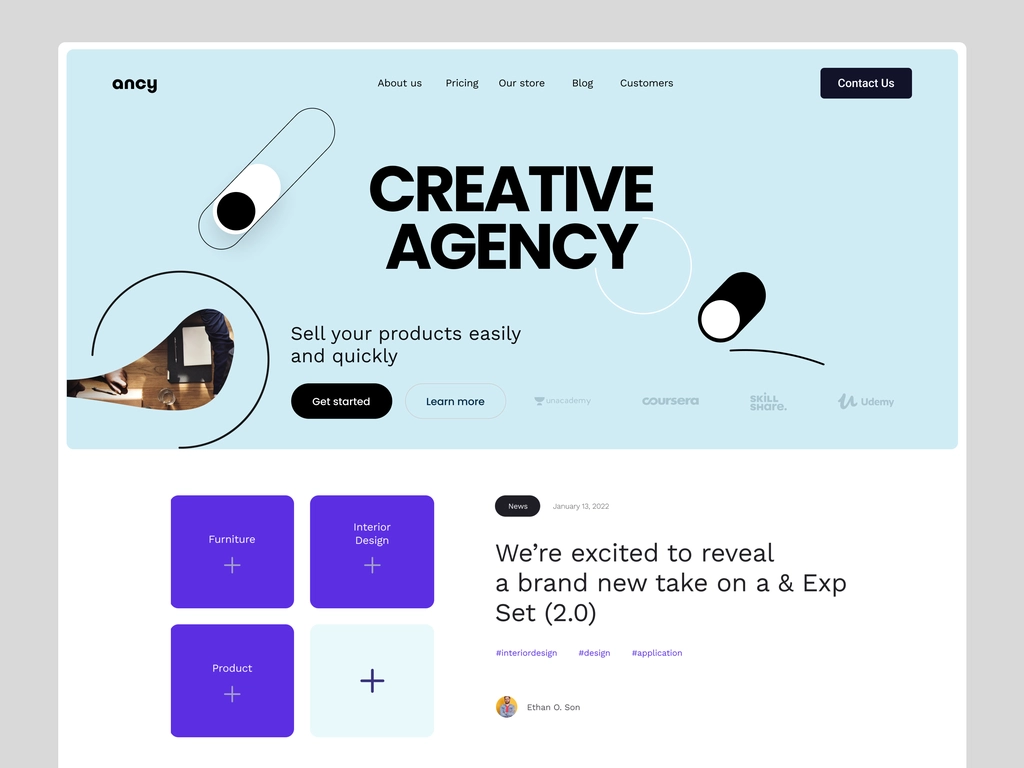 ancy
About us
Pricing
Our store
Blog
Customers
Contact Us
CREATIVE
AGENCY
Sell your products easily
and quickly
Get started
Learn more
unacademy
coursera
SKILL
SHARE.
Udemy
Furniture
Interior
Design
Product
News
January 13, 2022
We’re excited to reveal
a brand new take on a & Exp
Set (2.0)
#interiordesign
#design
#application
Ethan O. Son